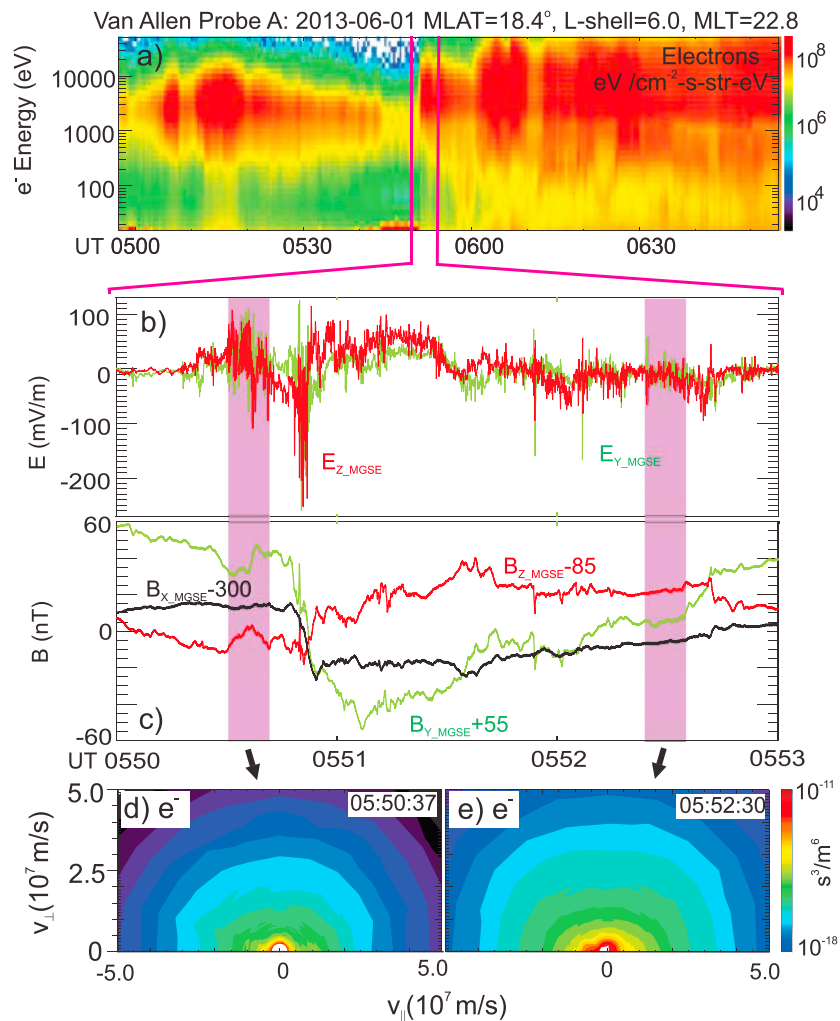 Van Allen Probe A: 2013-06-01 MLAT=18.4°, L-shell=6.0, MLT=22.8
a)
Electrons
eV /cm⁻²-s-str-eV
e⁻ Energy (eV)
10000
1000
100
10⁸
10⁶
10⁴
UT 0500 0530 0600 0630
b)
E (mV/m)
100
0
-100
-200
E_Z_MGSE
E_Y_MGSE
B (nT)
60
0
-60
B_X_MGSE-300
B_Z_MGSE-85
B_Y_MGSE+55
c)
UT 0550 0551 0552 0553
d) e⁻
05:50:37
e) e⁻
05:52:30
v⊥(10⁷ m/s)
5.0
2.5
0
-5.0 0 5.0 0 5.0
v||(10⁷ m/s)
10⁻¹¹
s³/m⁶
10⁻¹⁸